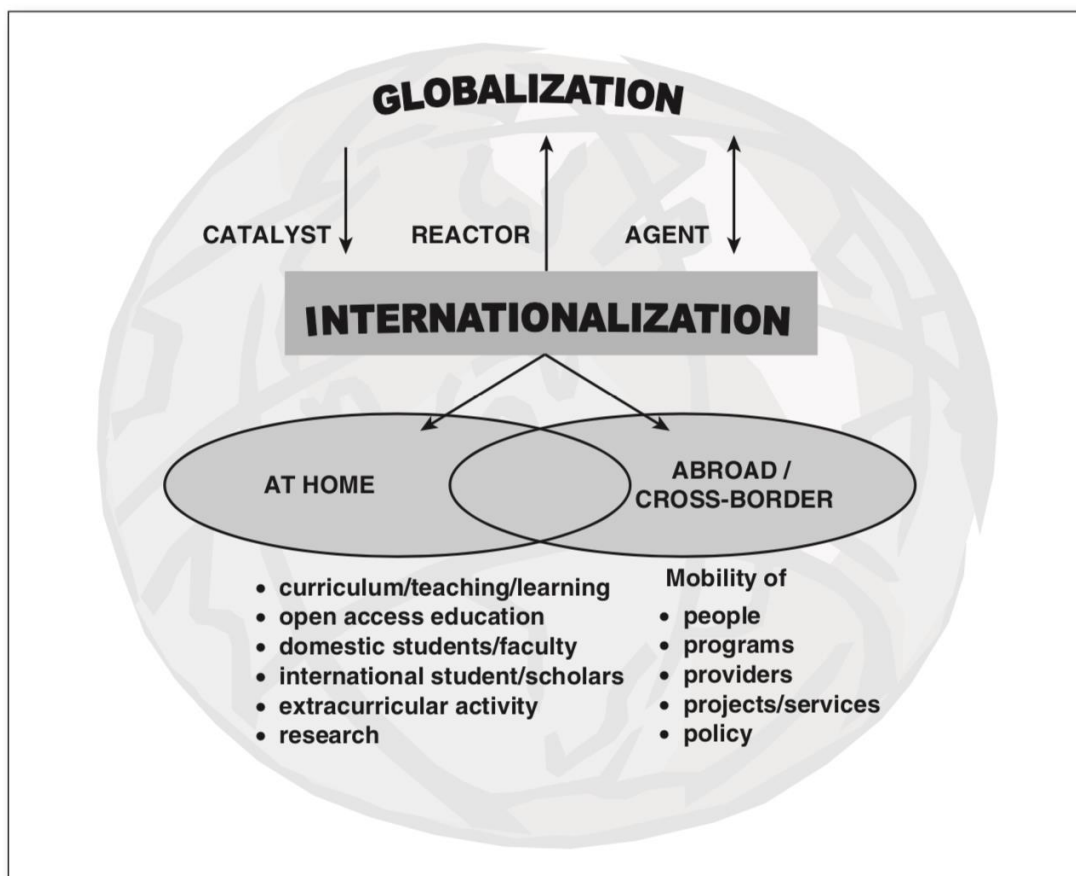 GLOBALIZATION
CATALYST
REACTOR
AGENT
INTERNATIONALIZATION
AT HOME
ABROAD /
CROSS-BORDER
• curriculum/teaching/learning
• open access education
• domestic students/faculty
• international student/scholars
• extracurricular activity
• research
Mobility of
• people
• programs
• providers
• projects/services
• policy